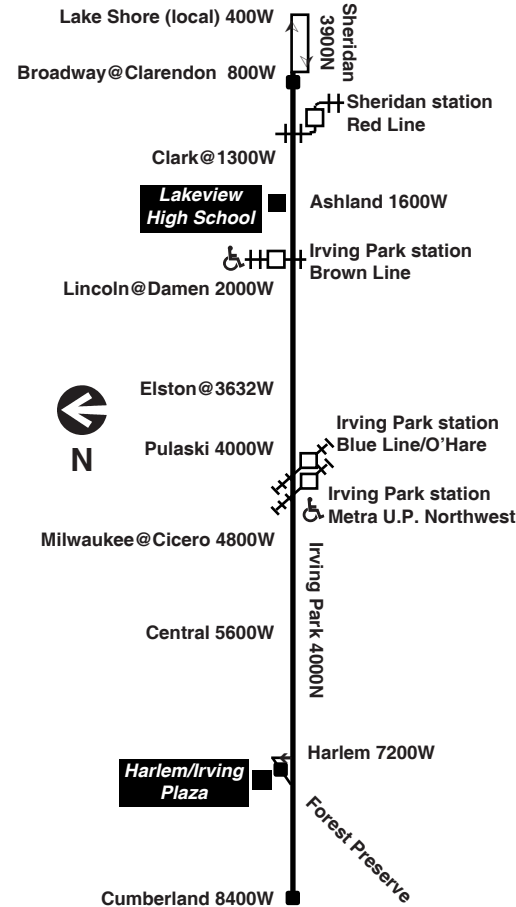 Lake Shore (local) 400W
Sheridan
3900N
Broadway@Clarendon 800W
Sheridan station
Red Line
Clark@1300W
Lakeview
High School
Ashland 1600W
Irving Park station
Brown Line
Lincoln@Damen 2000W
Elston@3632W
N
Irving Park station
Blue Line/O'Hare
Pulaski 4000W
Irving Park station
Metra U.P. Northwest
Milwaukee@Cicero 4800W
Irving Park 4000N
Central 5600W
Harlem 7200W
Harlem/Irving
Plaza
Forest Preserve
Cumberland 8400W